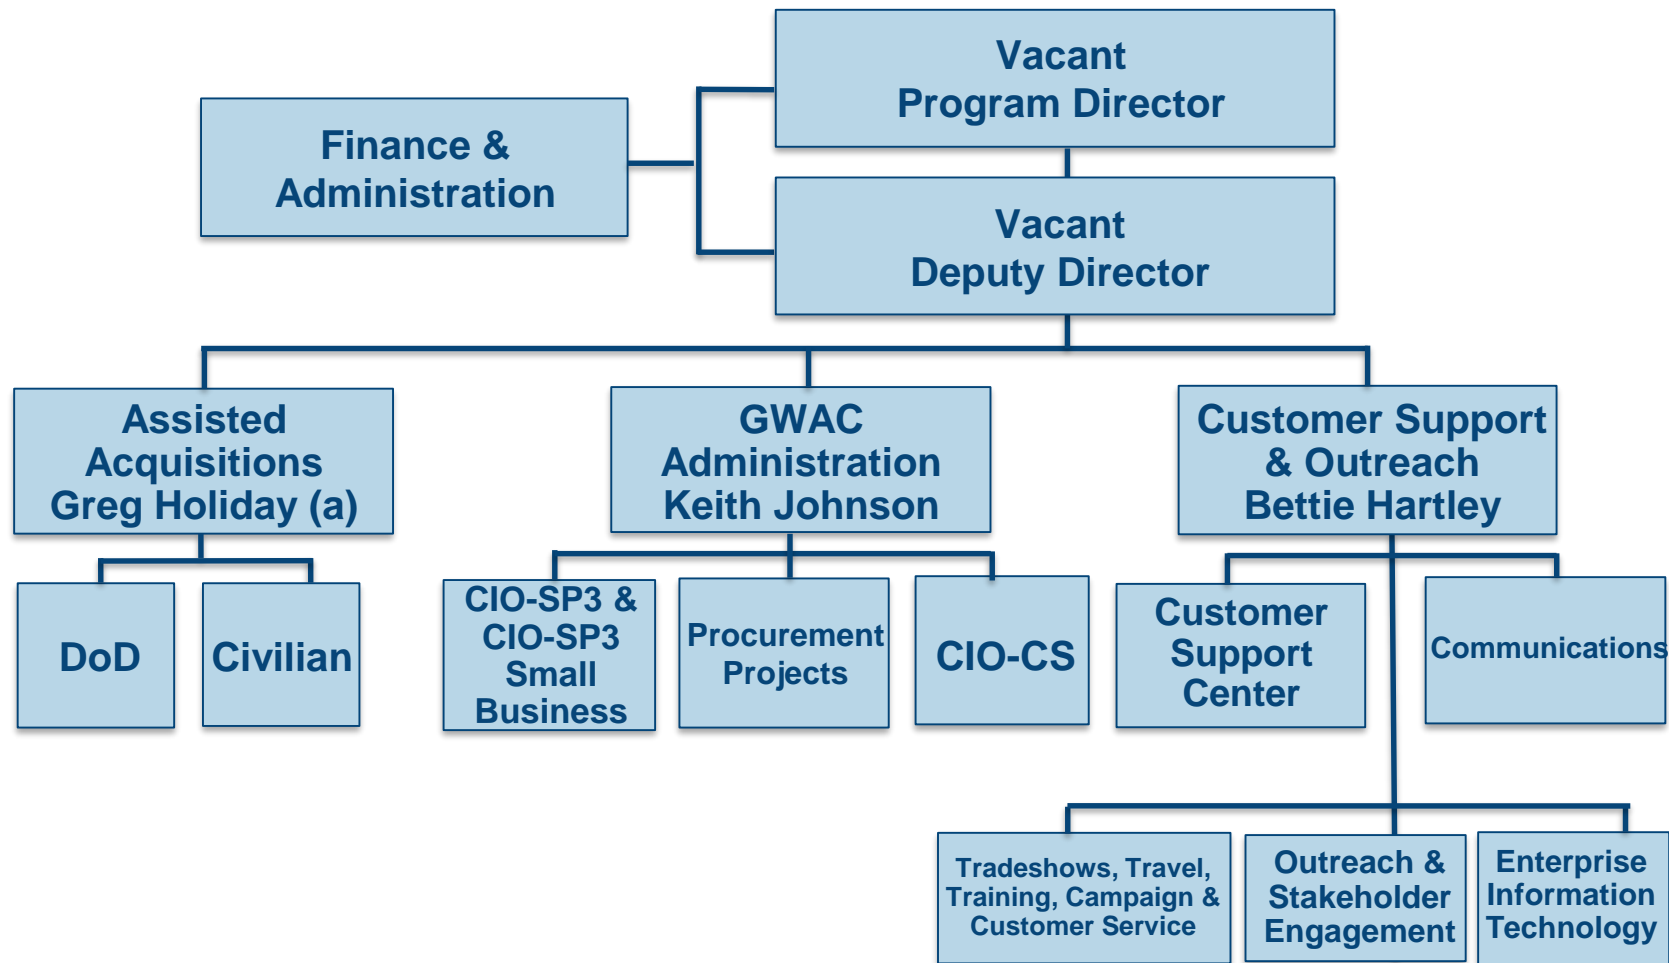 Vacant
Program Director
Finance &
Administration
Vacant
Deputy Director
Assisted
Acquisitions
Greg Holiday (a)
GWAC
Administration
Keith Johnson
Customer Support
& Outreach
Bettie Hartley
DoD
Civilian
CIO-SP3 &
CIO-SP3
Small
Business
Procurement
Projects
CIO-CS
Customer
Support
Center
Communications
Tradeshows, Travel,
Training, Campaign &
Customer Service
Outreach &
Stakeholder
Engagement
Enterprise
Information
Technology